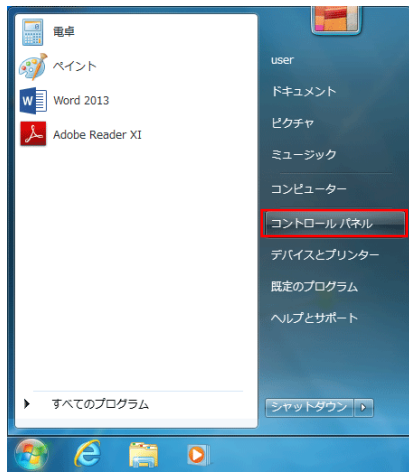 電卓
ペイント
Word 2013
Adobe Reader XI
すべてのプログラム
user
ドキュメント
ピクチャ
ミュージック
コンピューター
コントロール パネル
デバイスとプリンター
既定のプログラム
ヘルプとサポート
シャットダウン